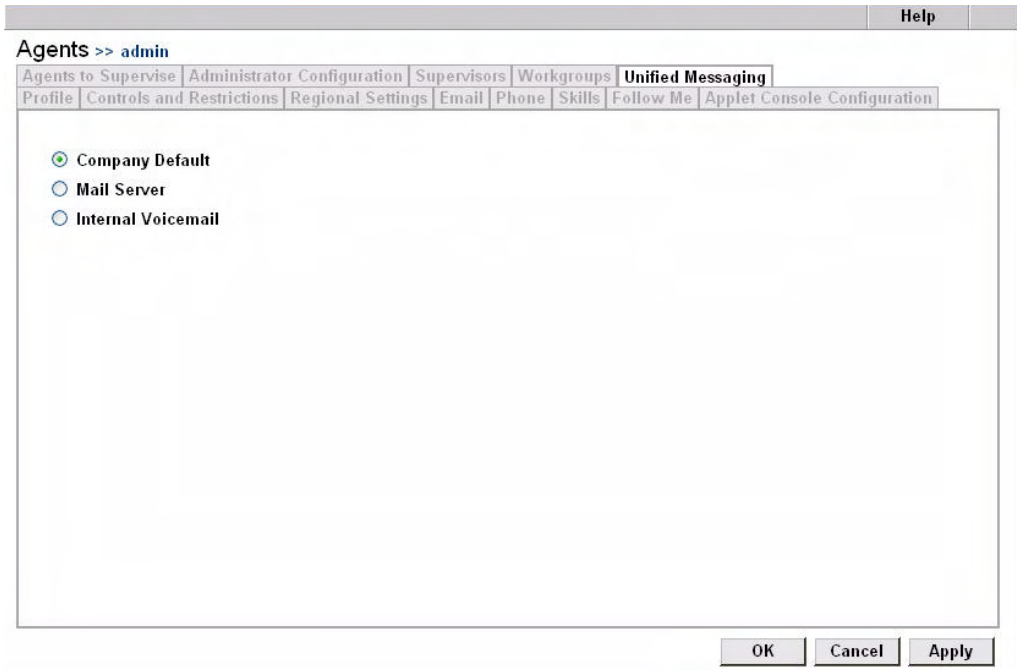 Help
Agents >> admin
Agents to Supervise Administrator Configuration Supervisors Workgroups Unified Messaging
Profile Controls and Restrictions Regional Settings Email Phone Skills Follow Me Applet Console Configuration
Company Default
Mail Server
Internal Voicemail
OK Cancel Apply